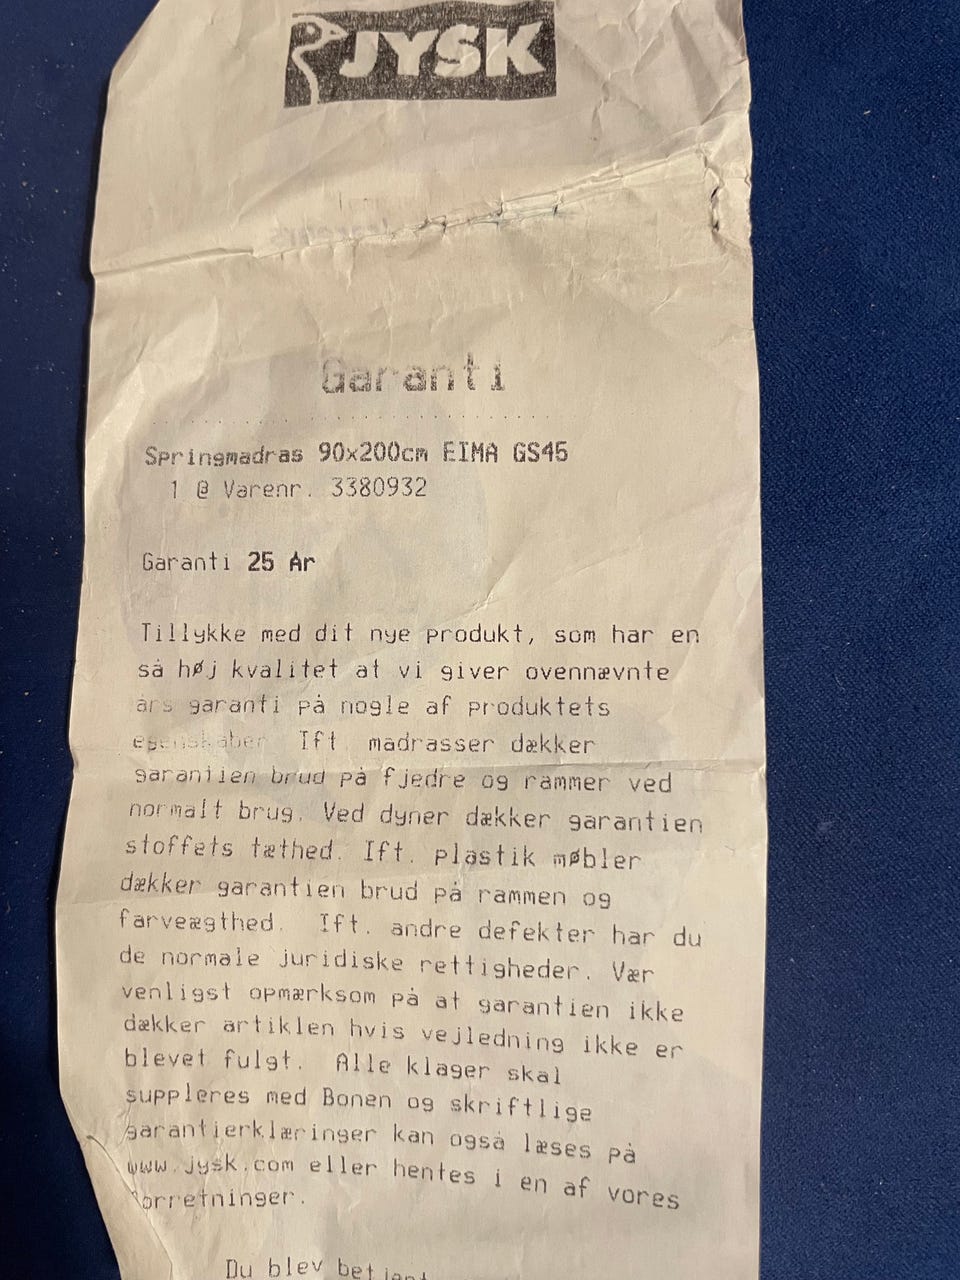 JYSK
Garanti
Springmadras 90x200cm EIMA GS45
1 @ Varenr. 3380932
Garanti 25 År
Tillykke med dit nye produkt, som har en
så høj kvalitet at vi giver ovennævnte
års garanti på nogle af produktets
egenskaber. Ift. madrasser dækker
garantien brud på fjedre og rammer ved
normalt brug. Ved dyner dækker garantien
stoffets tæthed. Ift. plastik møbler
dækker garantien brud på rammen og
farveægthed. Ift. andre defekter har du
de normale juridiske rettigheder. Vær
venligst opmærksom på at garantien ikke
dækker artiklen hvis vejledning ikke er
blevet fulgt. Alle klager skal
suppleres med Bonen og skriftlige
garantierklæringer kan også læses på
www.jysk.com eller hentes i en af vores
forretninger.
Du blev betjent